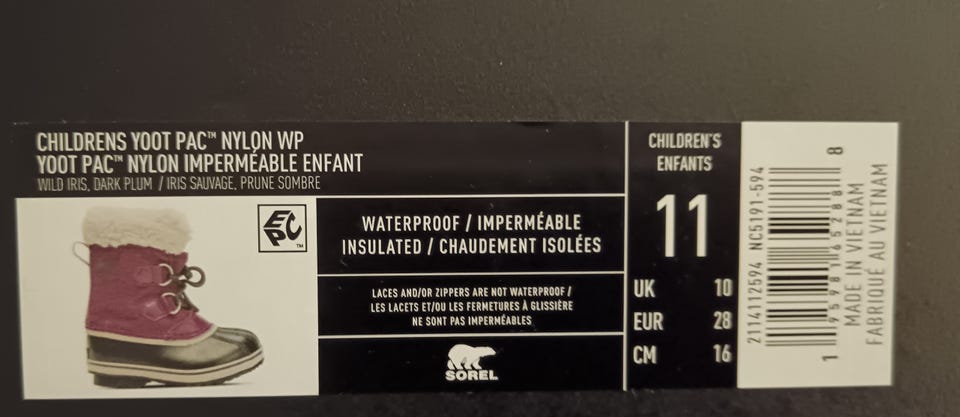 CHILDRENS YOOT PAC™ NYLON WP
YOOT PAC™ NYLON IMPERMÉABLE ENFANT
WILD IRIS, DARK PLUM / IRIS SAUVAGE, PRUNE SOMBRE
WATERPROOF / IMPERMÉABLE
INSULATED / CHAUDEMENT ISOLÉES
LACES AND/OR ZIPPERS ARE NOT WATERPROOF /
LES LACETS ET/OU LES FERMETURES À GLISSIÈRE
NE SONT PAS IMPERMÉABLES
SOREL
CHILDREN'S
ENFANTS
11
UK 10
EUR 28
CM 16
2114112594 NC5191-594
MADE IN VIETNAM
FABRIQUÉ AU VIETNAM